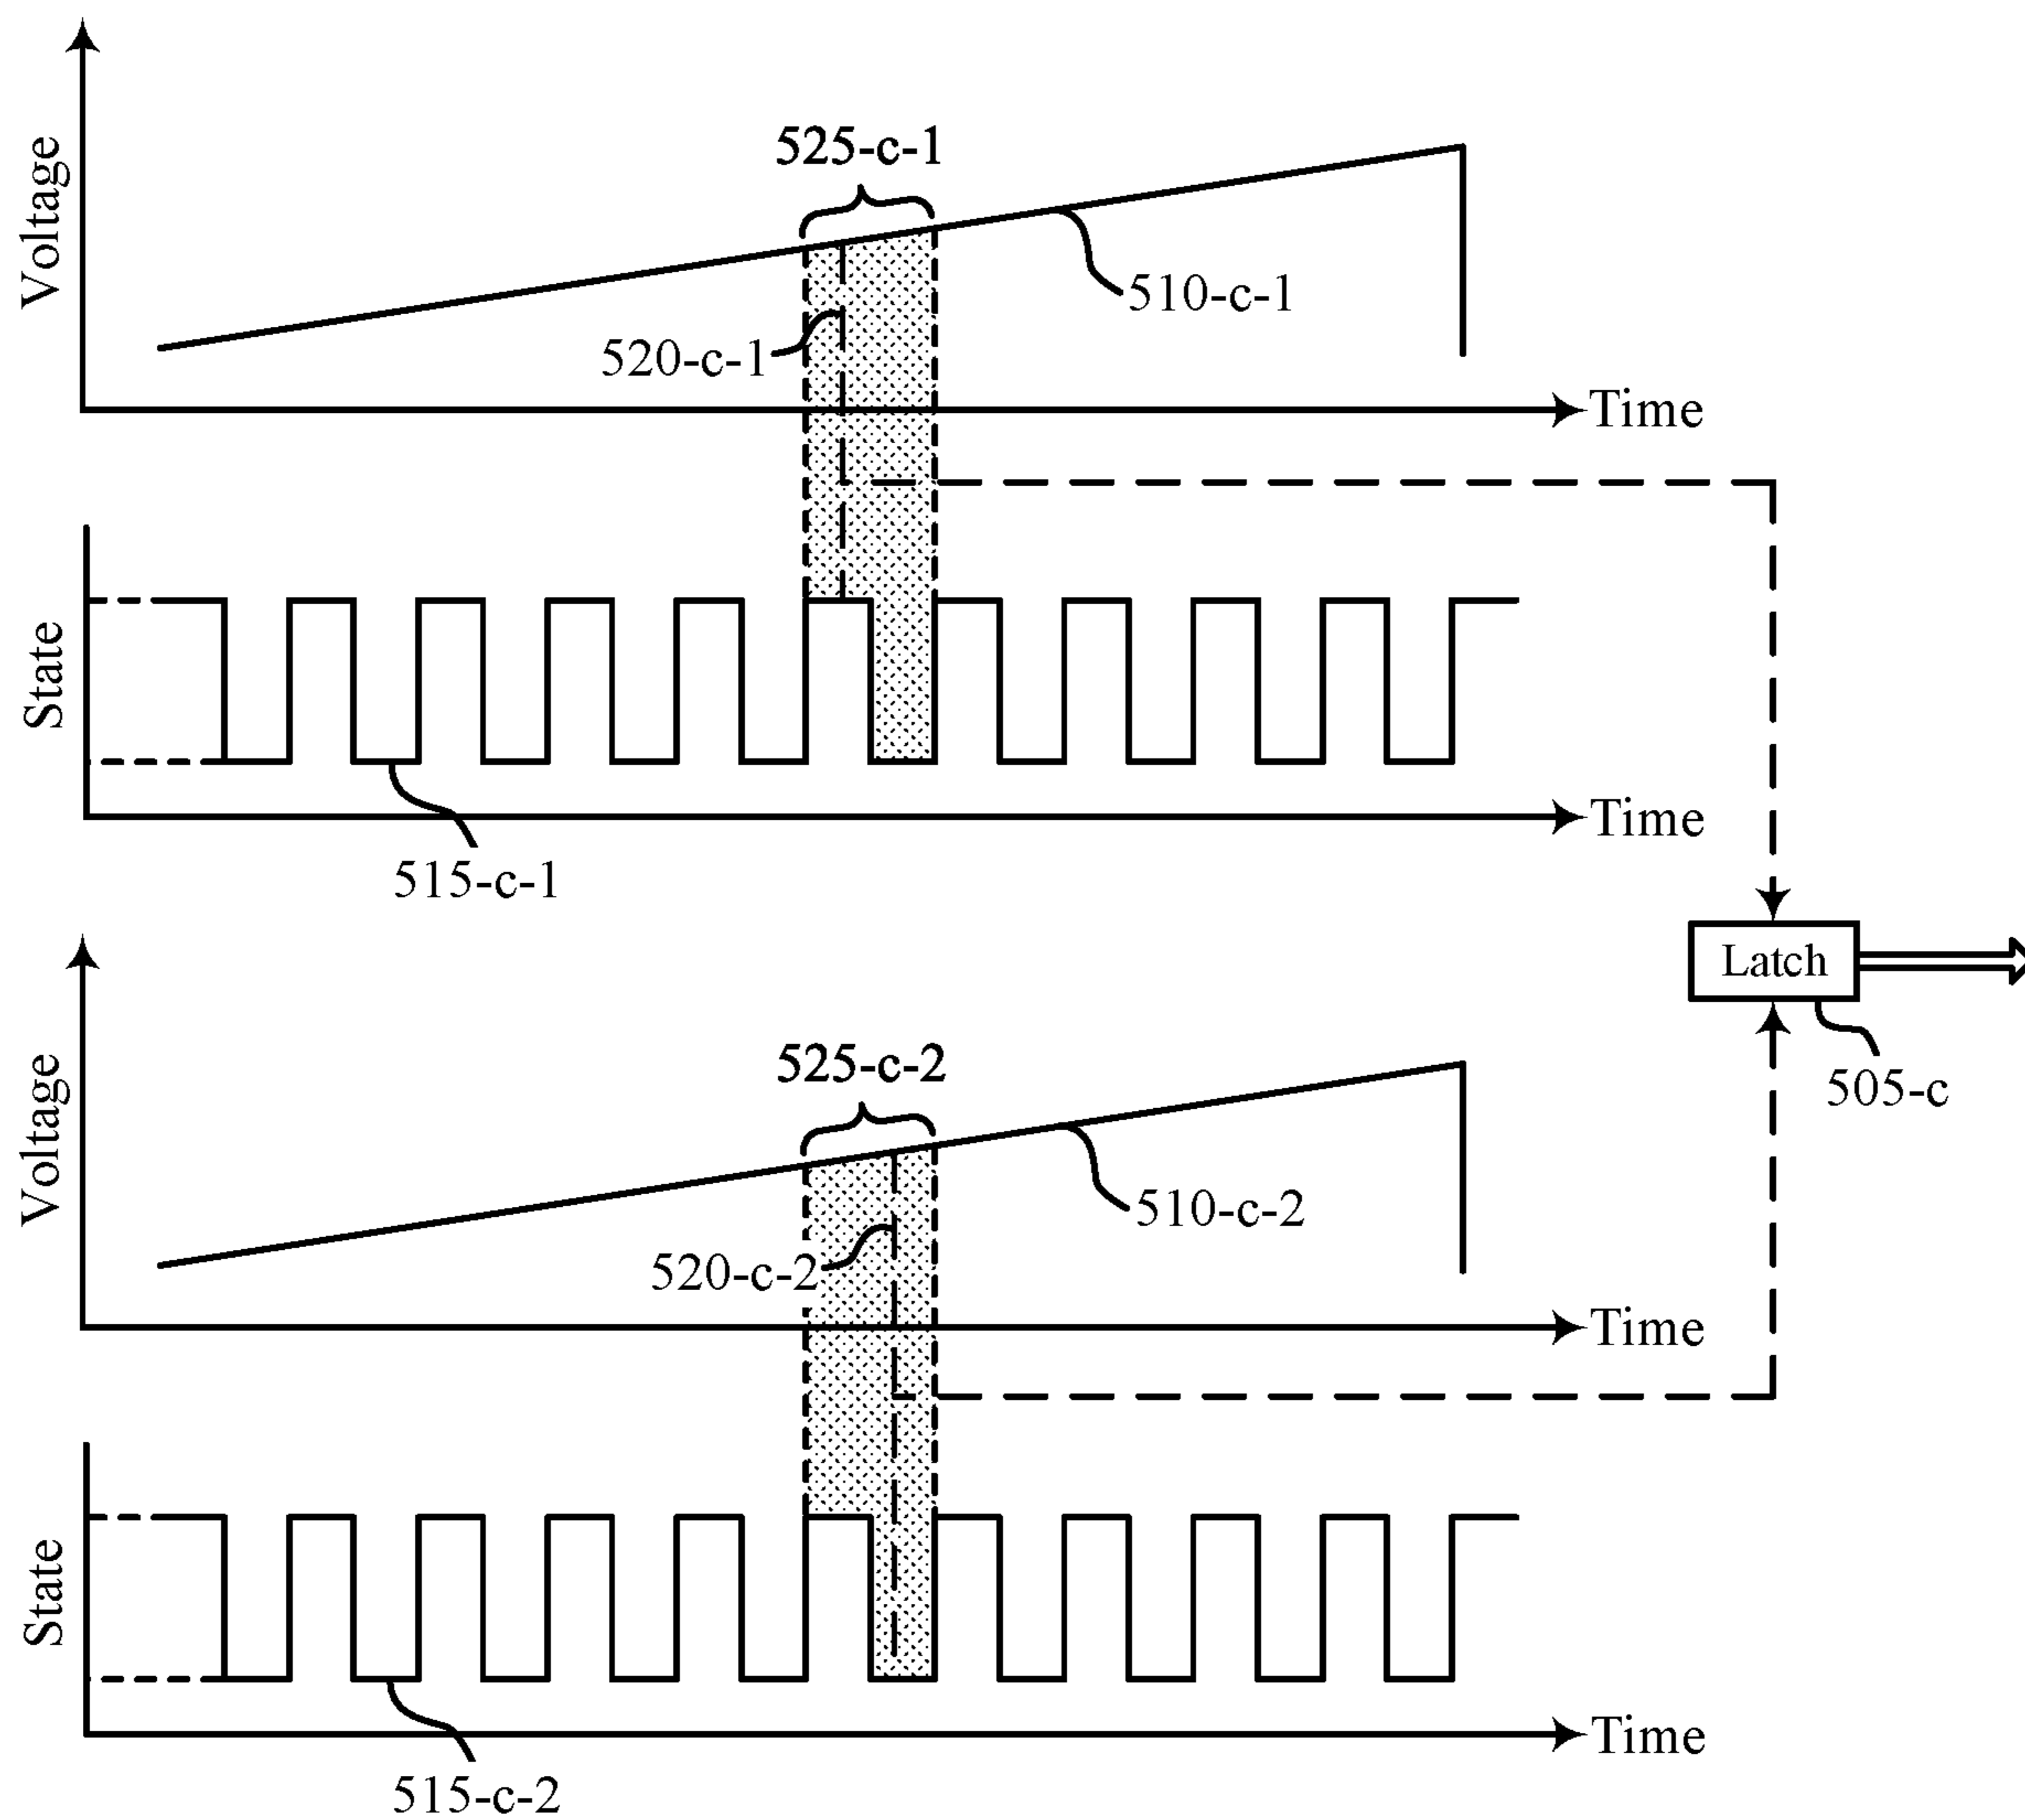 Voltage
525-c-1
510-c-1
520-c-1
Time
State
Time
515-c-1
Latch
505-c
Voltage
525-c-2
510-c-2
520-c-2
Time
State
Time
515-c-2